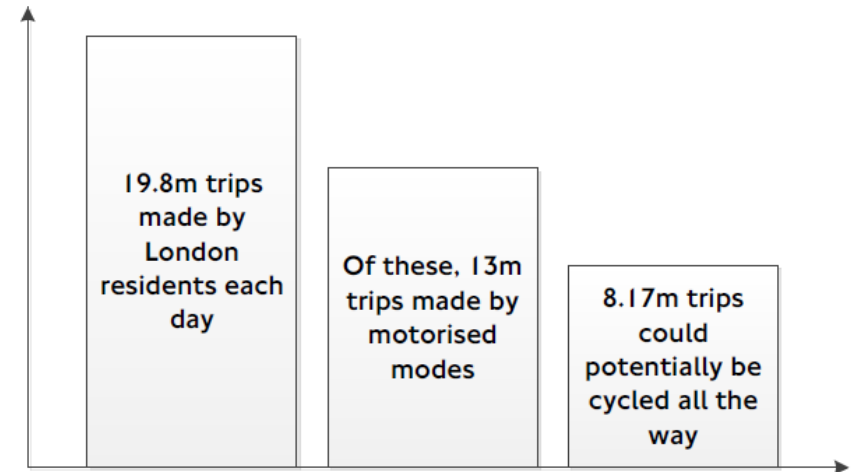 19.8m trips
made by
London
residents each
day
Of these, 13m
trips made by
motorised
modes
8.17m trips
could
potentially be
cycled all the
way